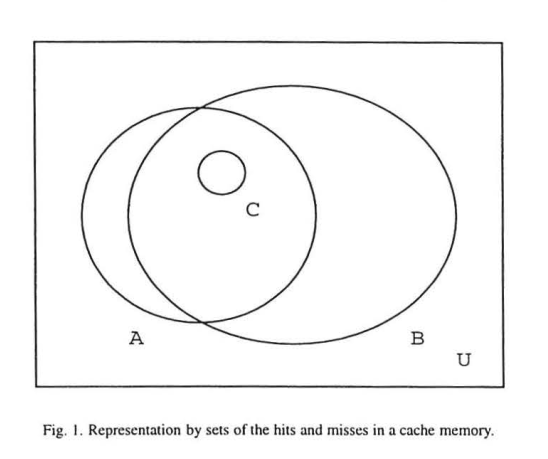 C
A
B
U
Fig. 1. Representation by sets of the hits and misses in a cache memory.